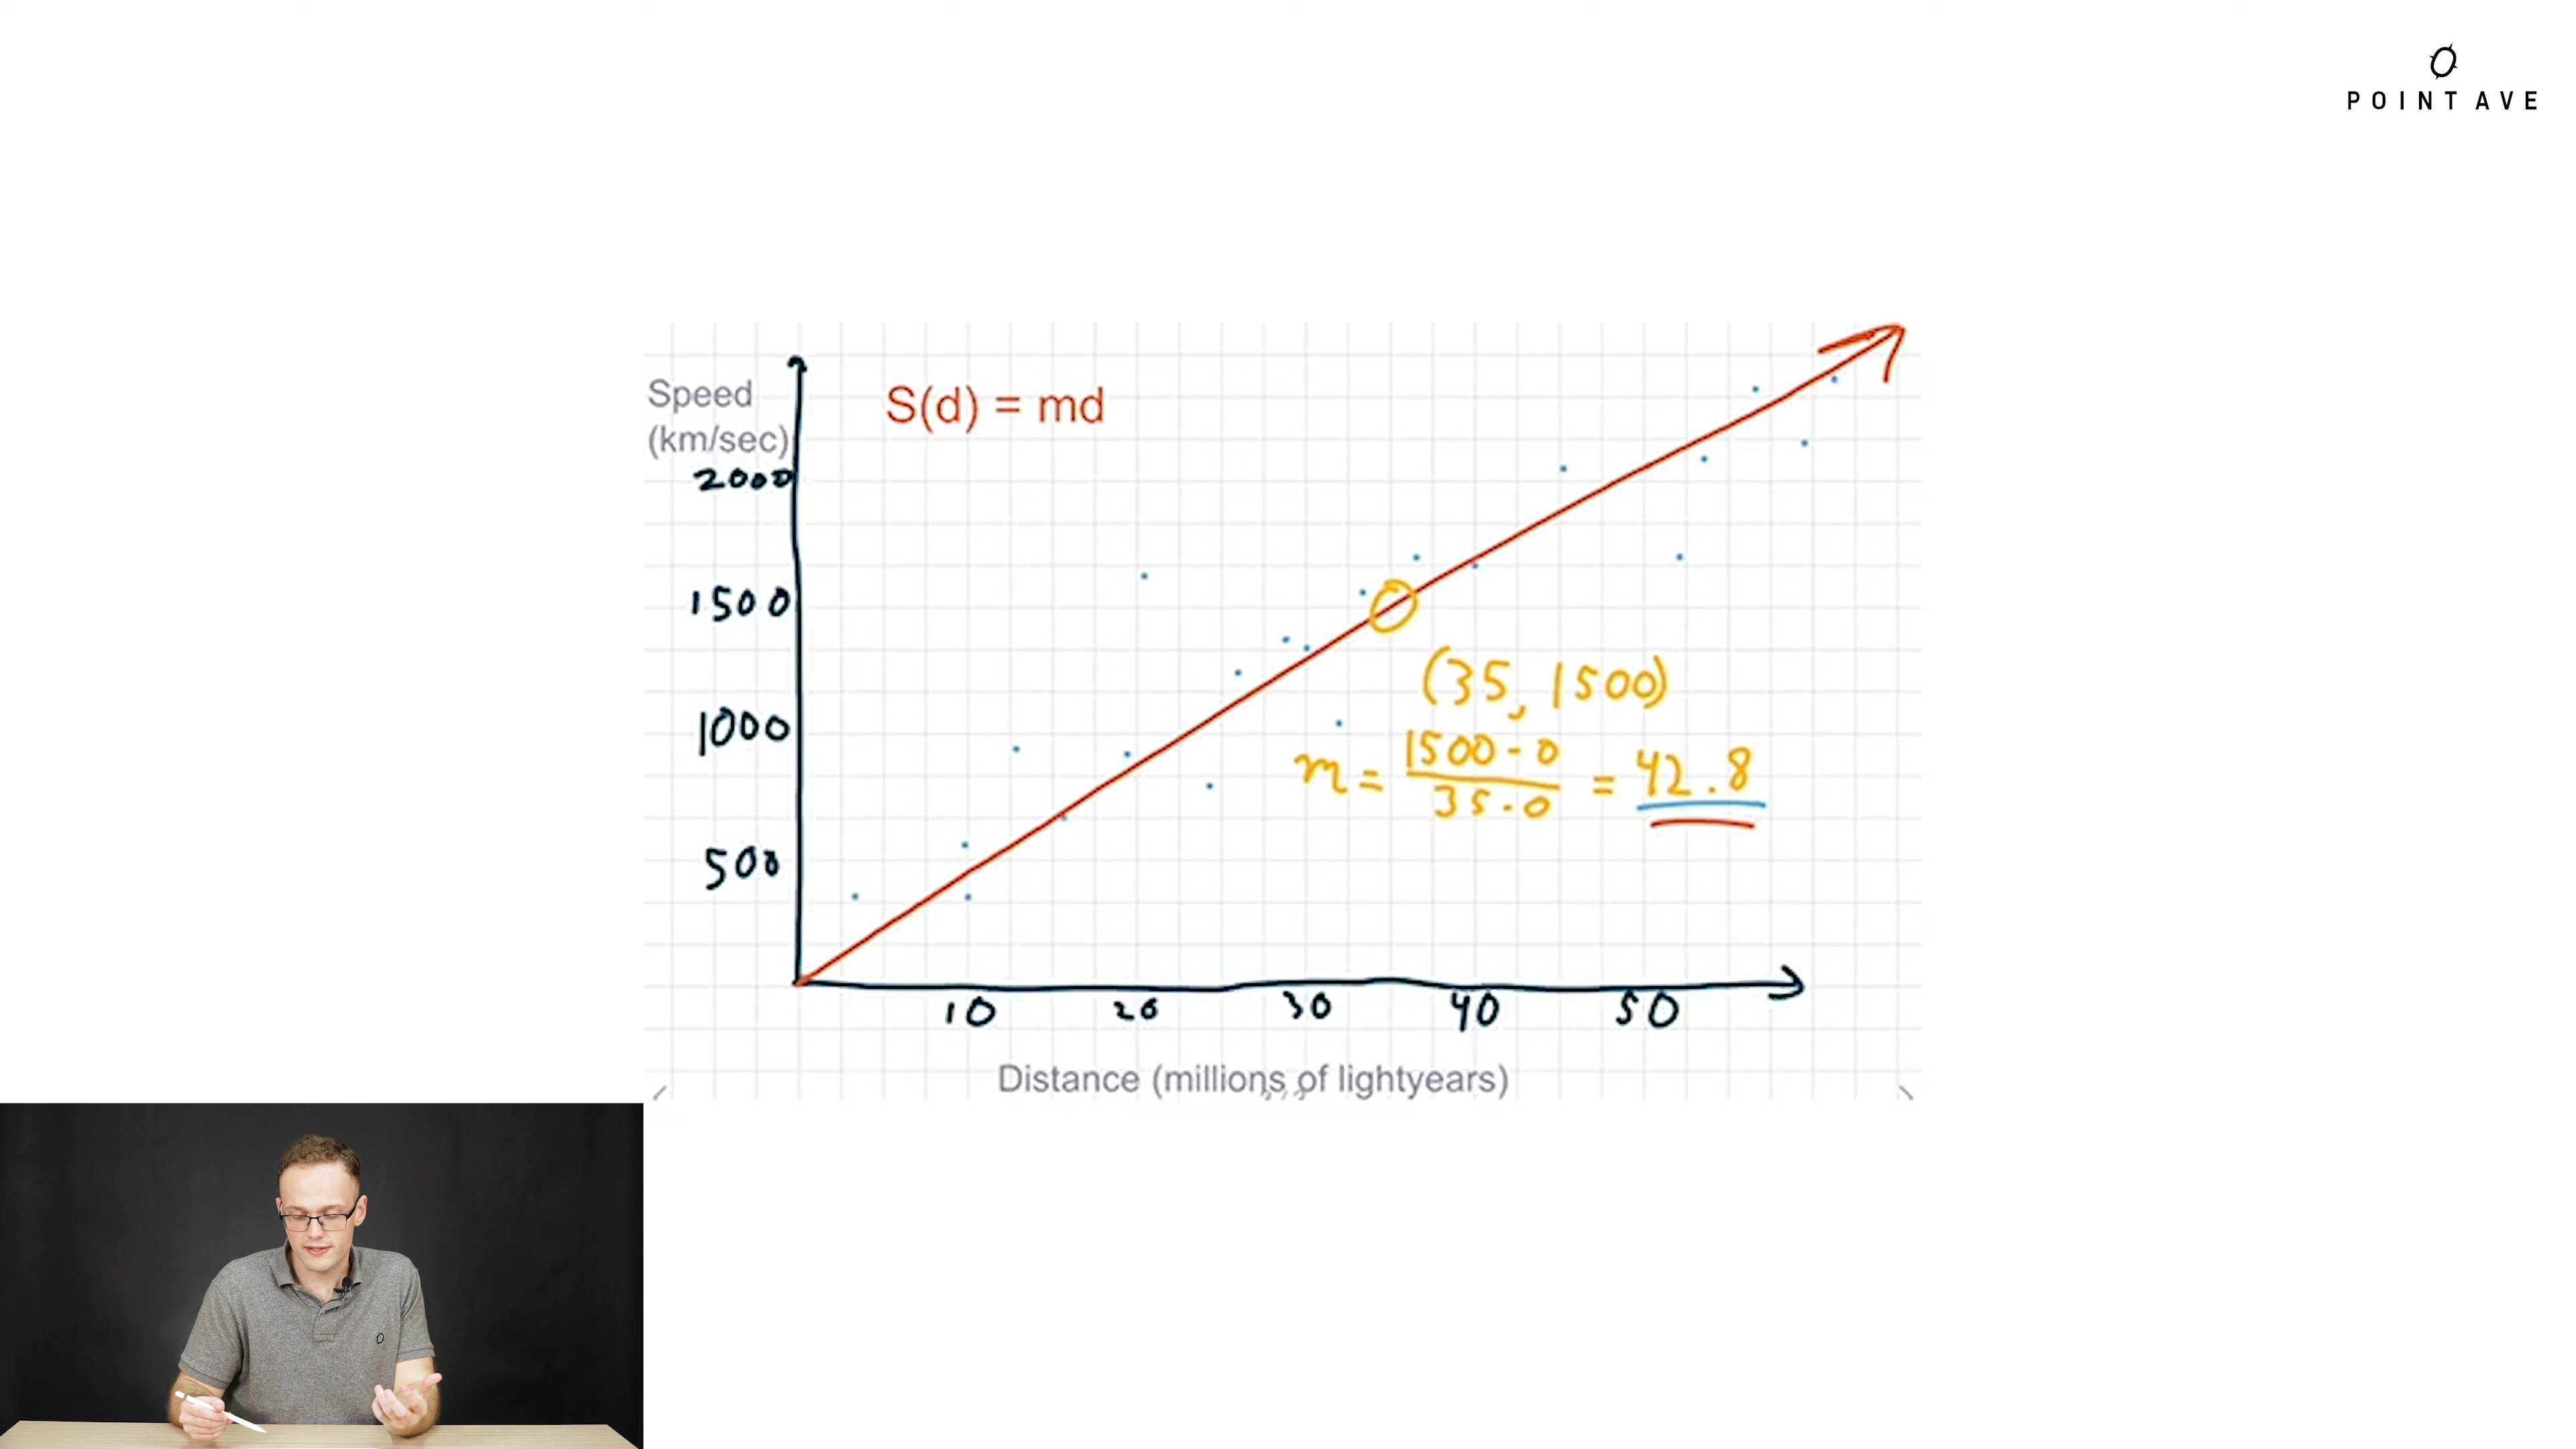 POINT AVE
Speed
(km/sec)
S(d) = md
2000
1500
1000
500
(35, 1500)
m = 1500 - 0 / 35 - 0 = 42.8
10 20 30 40 50
Distance (millions of lightyears)